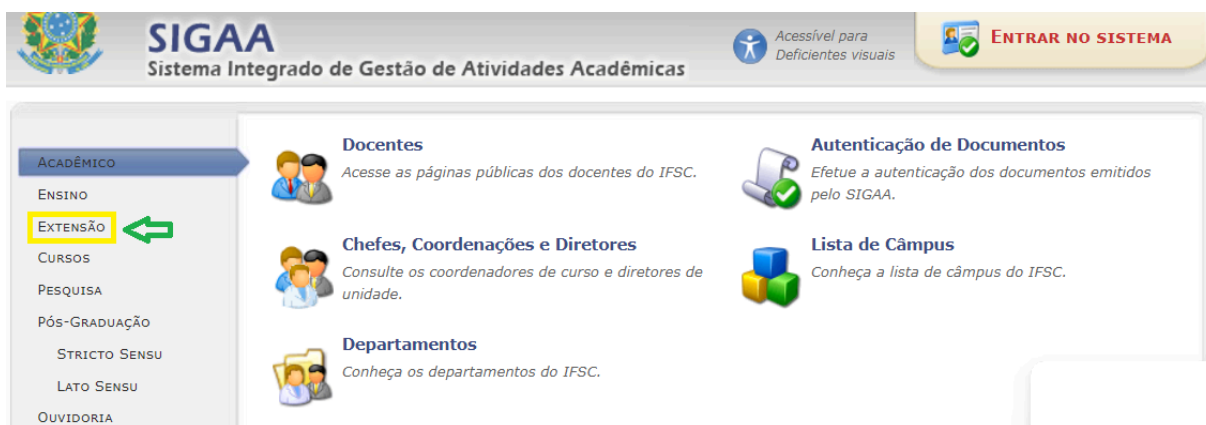 SIGAA
Sistema Integrado de Gestão de Atividades Acadêmicas
Acessível para
Deficientes visuais
ENTRAR NO SISTEMA
ACADÊMICO
ENSINO
EXTENSÃO
CURSOS
PESQUISA
PÓS-GRADUAÇÃO
STRICTO SENSU
LATO SENSU
OUVIDORIA
Docentes
Acesse as páginas públicas dos docentes do IFSC.
Autenticação de Documentos
Efetue a autenticação dos documentos emitidos
pelo SIGAA.
Chefes, Coordenações e Diretores
Consulte os coordenadores de curso e diretores de
unidade.
Lista de Câmpus
Conheça a lista de câmpus do IFSC.
Departamentos
Conheça os departamentos do IFSC.